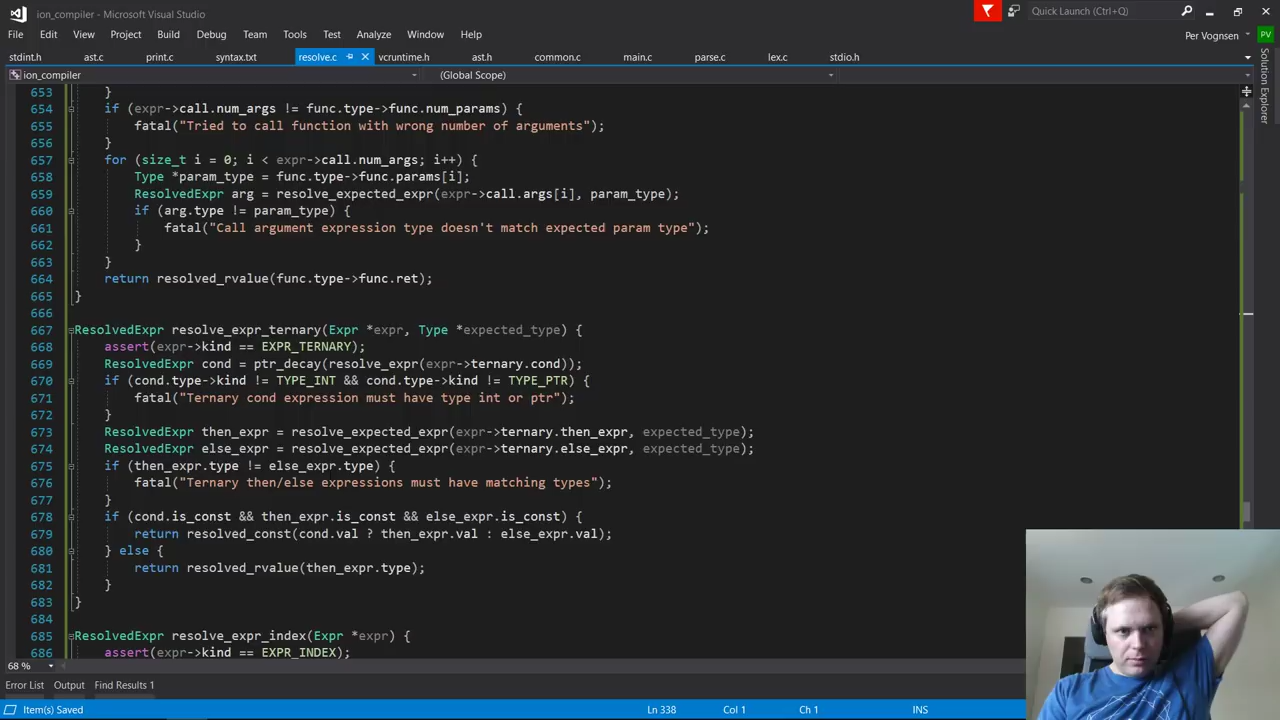 ion_compiler - Microsoft Visual Studio
Quick Launch (Ctrl+Q)
File Edit View Project Build Debug Team Tools Test Analyze Window Help
Per Vognsen PV
stdint.h ast.c print.c syntax.txt resolve.c vcruntime.h ast.h common.c main.c parse.c lex.c stdio.h
Solution Explorer
ion_compiler (Global Scope)
653 }
654 if (expr->call.num_args != func.type->func.num_params) {
655 fatal("Tried to call function with wrong number of arguments");
656 }
657 for (size_t i = 0; i < expr->call.num_args; i++) {
658 Type *param_type = func.type->func.params[i];
659 ResolvedExpr arg = resolve_expected_expr(expr->call.args[i], param_type);
660 if (arg.type != param_type) {
661 fatal("Call argument expression type doesn't match expected param type");
662 }
663 }
664 return resolved_rvalue(func.type->func.ret);
665 }
666
667 ResolvedExpr resolve_expr_ternary(Expr *expr, Type *expected_type) {
668 assert(expr->kind == EXPR_TERNARY);
669 ResolvedExpr cond = ptr_decay(resolve_expr(expr->ternary.cond));
670 if (cond.type->kind != TYPE_INT && cond.type->kind != TYPE_PTR) {
671 fatal("Ternary cond expression must have type int or ptr");
672 }
673 ResolvedExpr then_expr = resolve_expected_expr(expr->ternary.then_expr, expected_type);
674 ResolvedExpr else_expr = resolve_expected_expr(expr->ternary.else_expr, expected_type);
675 if (then_expr.type != else_expr.type) {
676 fatal("Ternary then/else expressions must have matching types");
677 }
678 if (cond.is_const && then_expr.is_const && else_expr.is_const) {
679 return resolved_const(cond.val ? then_expr.val : else_expr.val);
680 } else {
681 return resolved_rvalue(then_expr.type);
682 }
683 }
684
685 ResolvedExpr resolve_expr_index(Expr *expr) {
686 assert(expr->kind == EXPR_INDEX);
68 %
Error List Output Find Results 1
Item(s) Saved Ln 338 Col 1 Ch 1 INS